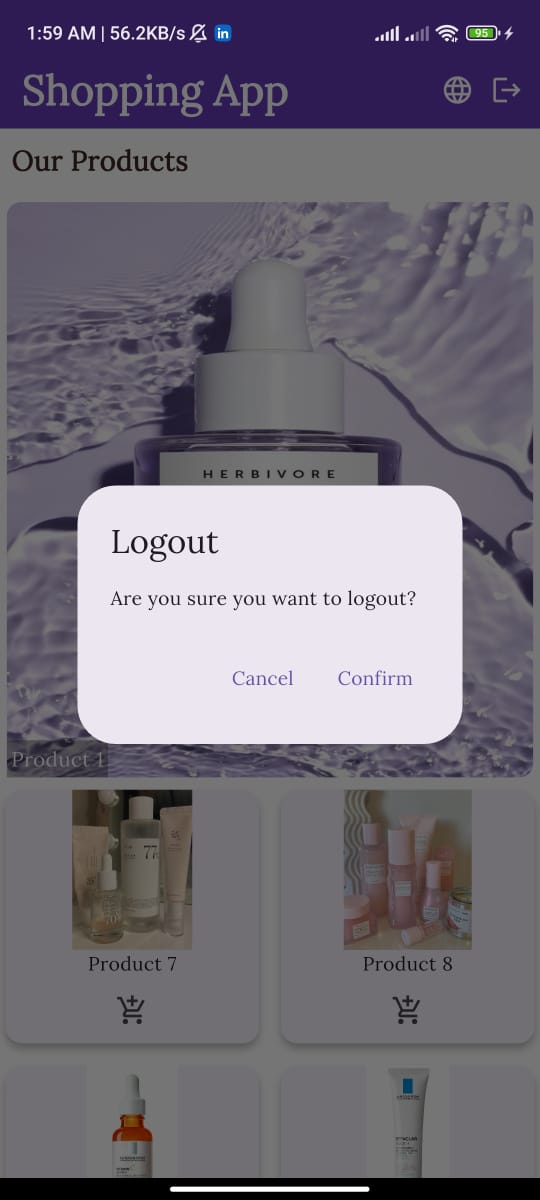 1:59 AM | 56.2KB/s in 95
Shopping App
Our Products
HERBIVORE
Logout
Are you sure you want to logout?
Cancel Confirm
Product 1
77
Product 7 Product 8